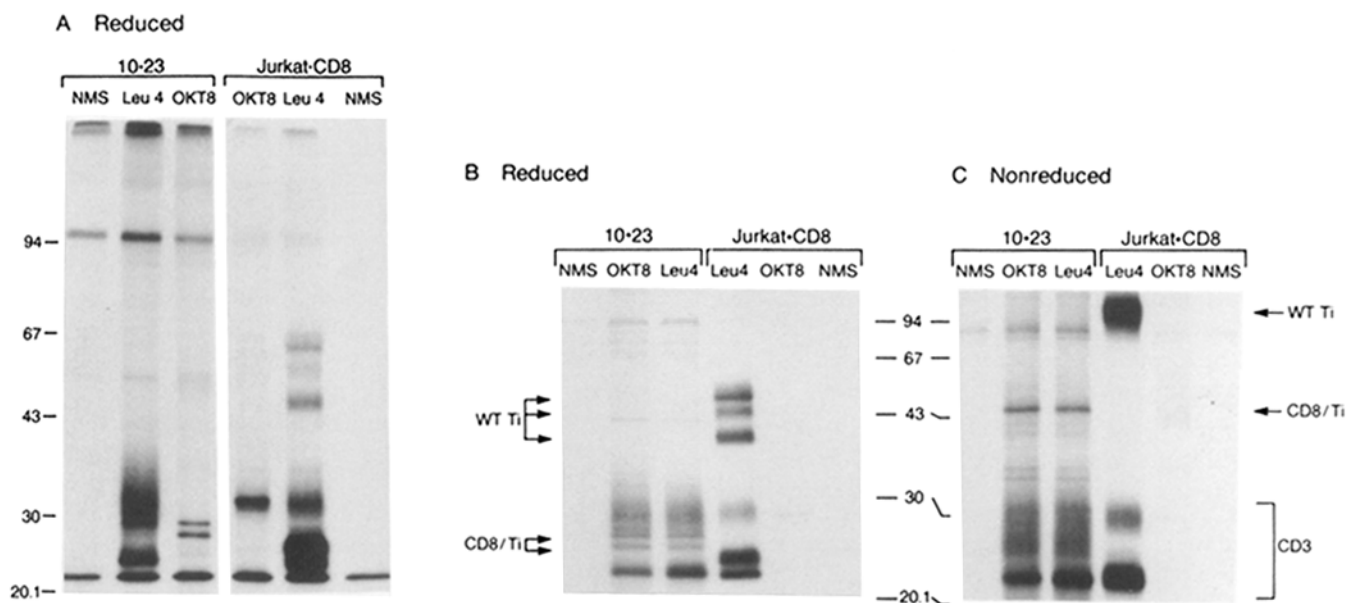 A Reduced
10•23 Jurkat•CD8
NMS Leu 4 OKT8 OKT8 Leu 4 NMS
94
67
43
30
20.1
B Reduced
10•23 Jurkat•CD8
NMS OKT8 Leu4 Leu4 OKT8 NMS
WT Ti
CD8/Ti
94
67
43
30
20.1
C Nonreduced
10•23 Jurkat•CD8
NMS OKT8 Leu4 Leu4 OKT8 NMS
WT Ti
CD8/Ti
CD3